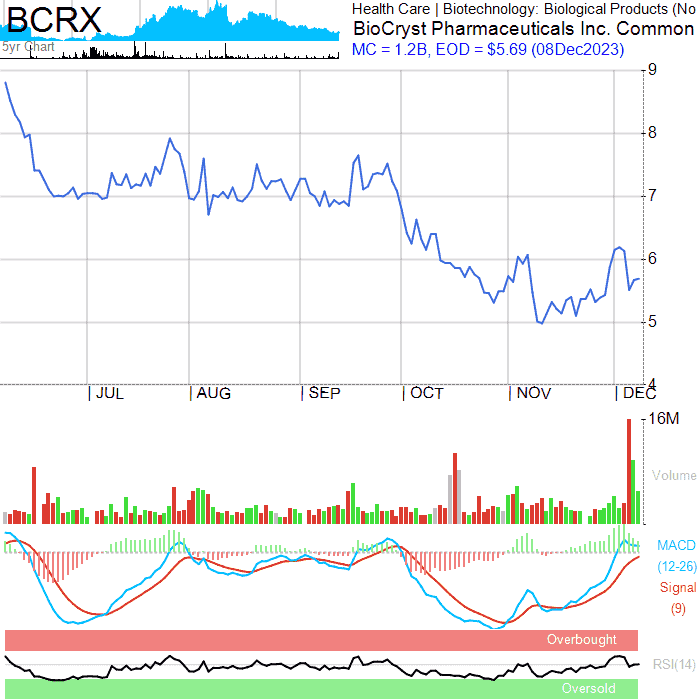 BCRX
5yr Chart
Health Care | Biotechnology: Biological Products (No
BioCryst Pharmaceuticals Inc. Common
MC = 1.2B, EOD = $5.69 (08Dec2023)
9
8
7
6
5
4
JUL AUG SEP OCT NOV DEC
16M
Volume
MACD
(12-26)
Signal
(9)
Overbought
RSI(14)
Oversold